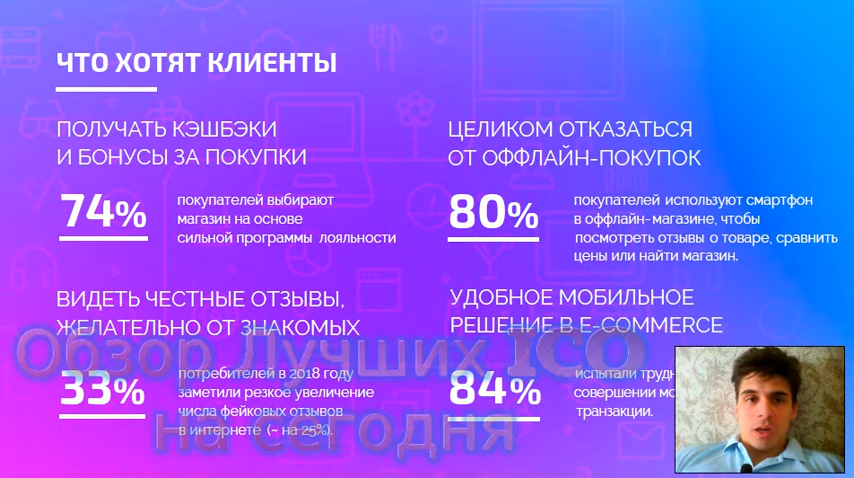 ЧТО ХОТЯТ КЛИЕНТЫ
ПОЛУЧАТЬ КЭШБЭКИ
И БОНУСЫ ЗА ПОКУПКИ
74%
покупателей выбирают
магазин на основе
сильной программы лояльности
ЦЕЛИКОМ ОТКАЗАТЬСЯ
ОТ ОФФЛАЙН-ПОКУПОК
80%
покупателей используют смартфон
в оффлайн-магазине, чтобы
посмотреть отзывы о товаре, сравнить
цены или найти магазин.
ВИДЕТЬ ЧЕСТНЫЕ ОТЗЫВЫ,
ЖЕЛАТЕЛЬНО ОТ ЗНАКОМЫХ
33%
потребителей в 2018 году
заметили резкое увеличение
числа фейковых отзывов
в интернете (~ на 25%).
УДОБНОЕ МОБИЛЬНОЕ
РЕШЕНИЕ В E-COMMERCE
84%
испытали
совершении
транзакции.
Обзор Лучших ICO
на сегодня